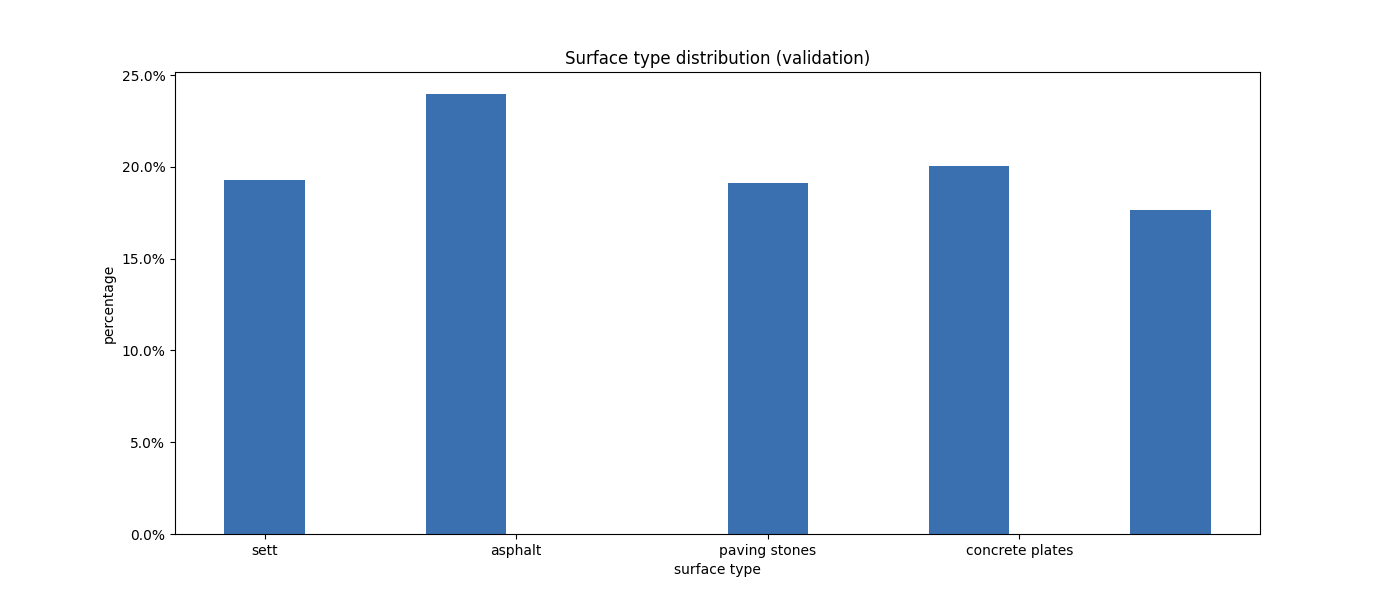 Surface type distribution (validation)
25.0%
20.0%
15.0%
10.0%
5.0%
0.0%
percentage
sett asphalt paving stones concrete plates
surface type